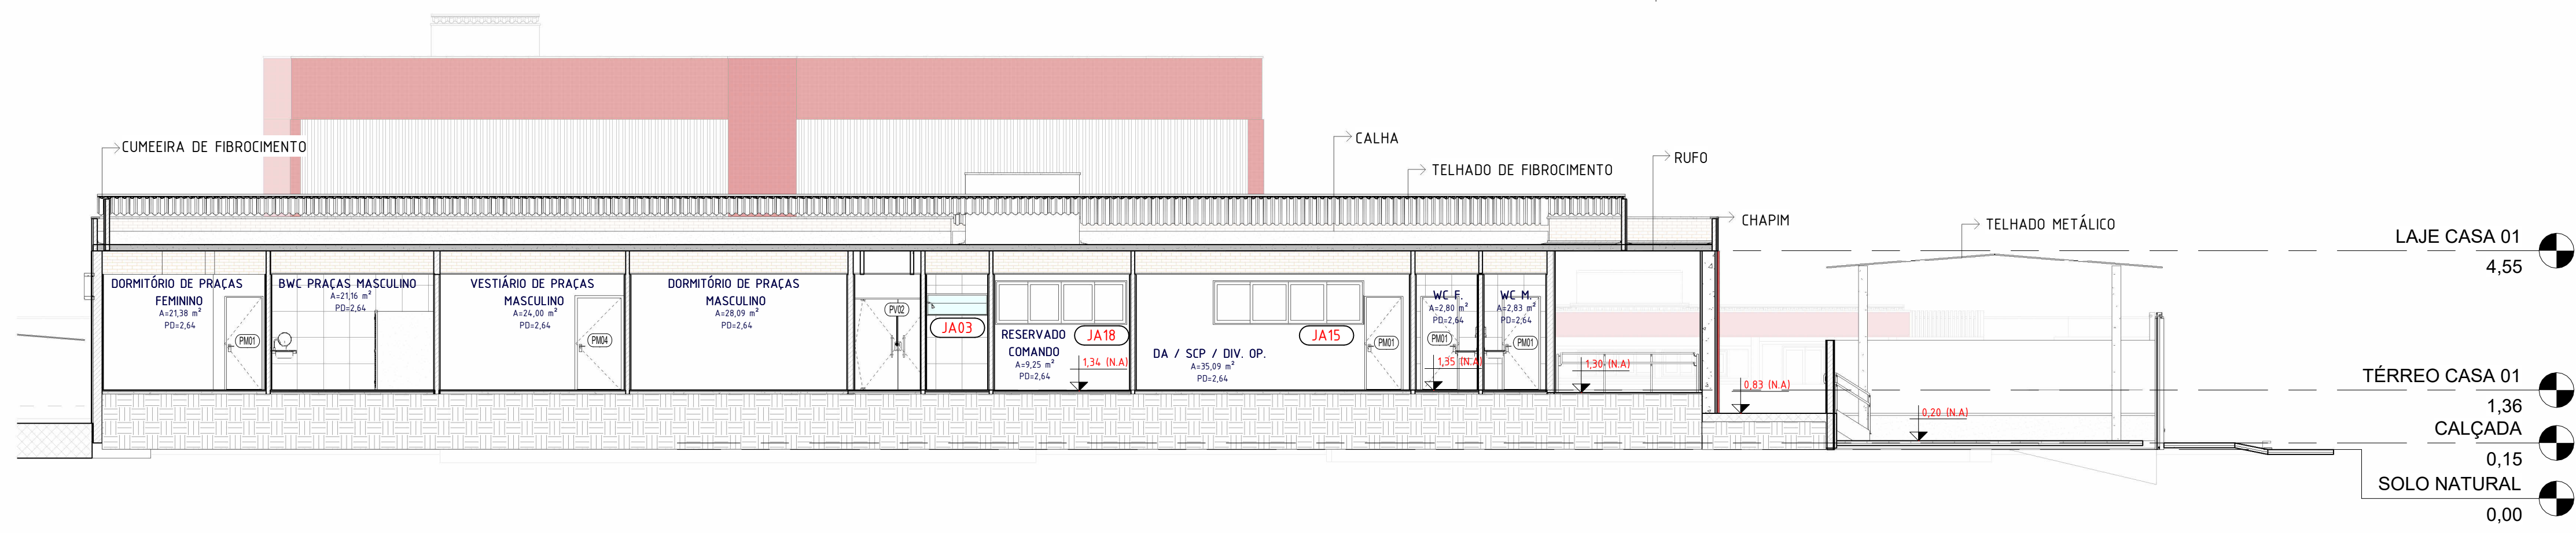 CALHA
CUMEEIRA DE FIBROCIMENTO
RUFO
TELHADO DE FIBROCIMENTO
CHAPIM
TELHADO METÁLICO
LAJE CASA 01
4,55
DORMITÓRIO DE PRAÇAS
FEMININO
A=21,38 m²
PD=2,64
PM01
BWC PRAÇAS MASCULINO
A=21,16 m²
PD=2,64
VESTIÁRIO DE PRAÇAS
MASCULINO
A=24,00 m²
PD=2,64
PM04
DORMITÓRIO DE PRAÇAS
MASCULINO
A=28,09 m²
PD=2,64
PV02
JA03
RESERVADO
COMANDO
A=9,25 m²
PD=2,64
JA18
1,34 (N.A)
DA / SCP / DIV. OP.
A=35,09 m²
PD=2,64
JA15
PM01
WC F.
A=2,80 m²
PD=2,64
PM01
1,35 (N.A)
WC M.
A=2,83 m²
PD=2,64
PM01
1,30 (N.A)
0,83 (N.A)
0,20 (N.A)
TÉRREO CASA 01
1,36
CALÇADA
0,15
SOLO NATURAL
0,00